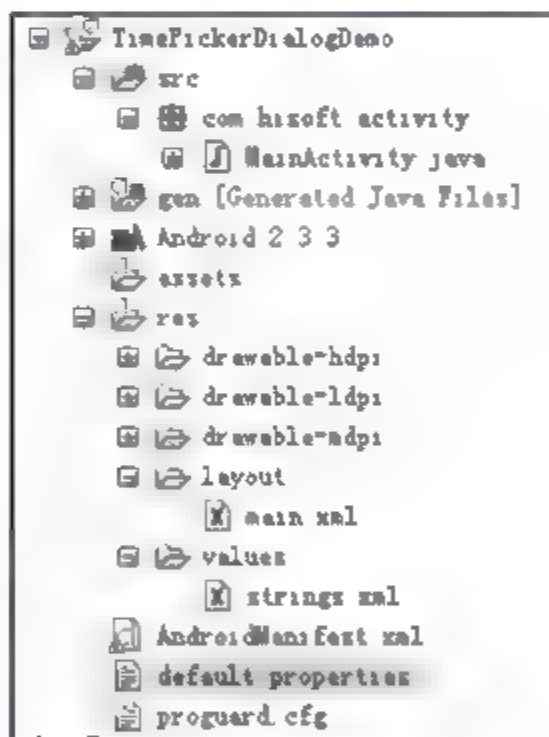 TimePickerDialogDemo
src
com hisoft activity
MainActivity java
gen [Generated Java Files]
Android 2 3 3
assets
res
drawable-hdpi
drawable-ldpi
drawable-mdpi
layout
main xml
values
strings xml
AndroidManifest xml
default properties
proguard.cfg